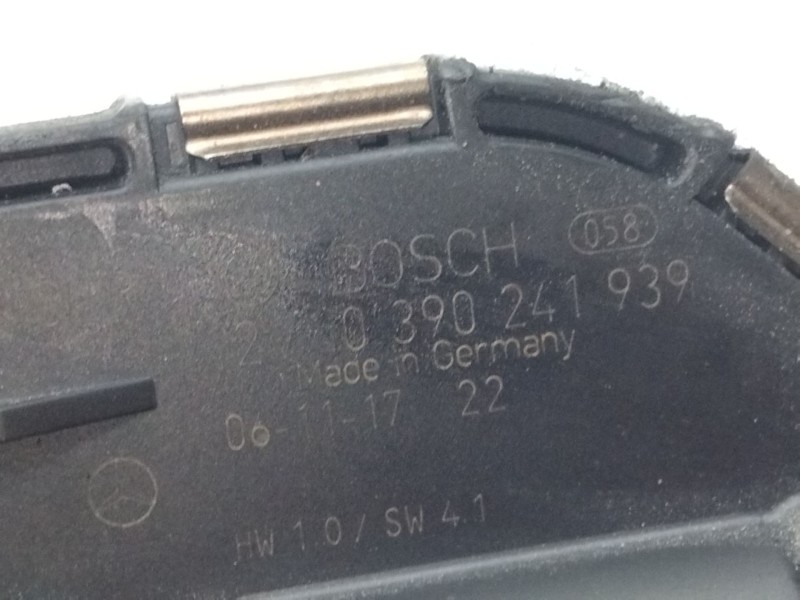 058
BOSCH
2 0 390 241 939
Made in Germany
06-11-17 22
HW 1.0 / SW 4.1